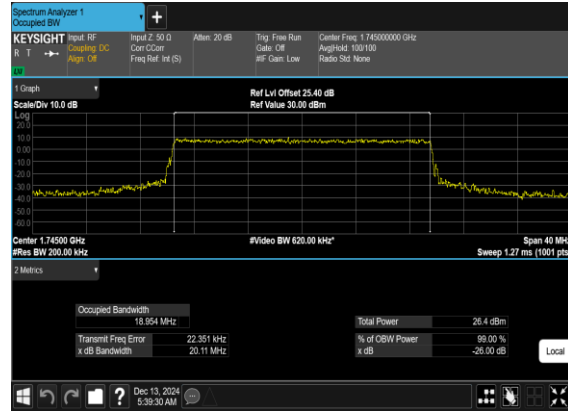 Spectrum Analyzer 1
Occupied BW
+
KEYSIGHT Input: RF Input Z: 50 Ω Atten: 20 dB Trig: Free Run Center Freq: 1.745000000 GHz
R T Coupling: DC Corr CCorr Gate: Off Avg|Hold: 100/100
Align: Off Freq Ref: Int (S) #IF Gain: Low Radio Std: None
1 Graph
Ref Lvl Offset 25.40 dB
Scale/Div 10.0 dB Ref Value 30.00 dBm
Log
20.0
10.0
0.00
-10.0
-20.0
-30.0
-40.0
-50.0
-60.0
Center 1.74500 GHz #Video BW 620.00 kHz* Span 40 MHz
#Res BW 200.00 kHz Sweep 1.27 ms (1001 pts)
2 Metrics
Occupied Bandwidth
18.954 MHz Total Power 26.4 dBm
Transmit Freq Error 22.351 kHz % of OBW Power 99.00 %
x dB Bandwidth 20.11 MHz x dB -26.00 dB
Local
? Dec 13, 2024
5:39:30 AM